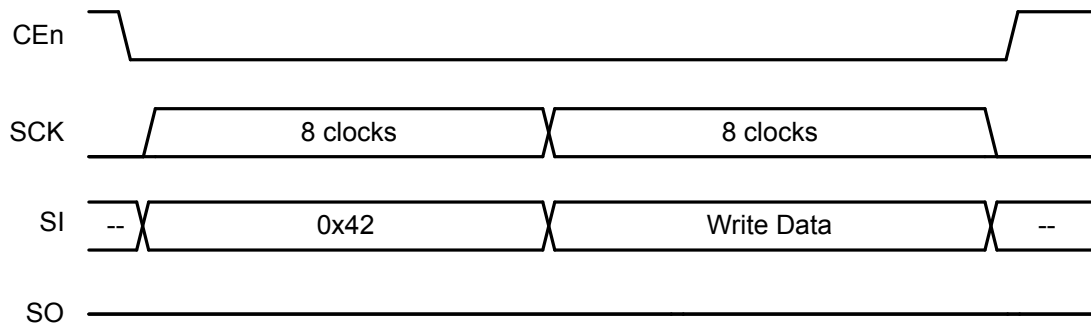 CEn
SCK 8 clocks 8 clocks
SI -- 0x42 Write Data --
SO